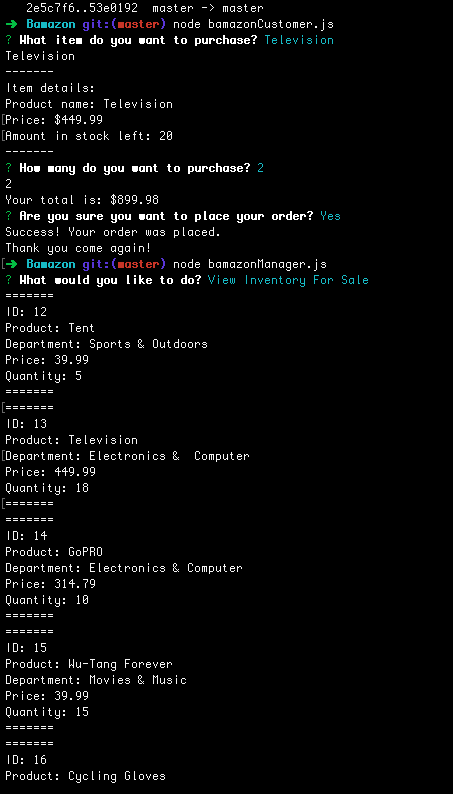 2e5c7f6..53e0192  master -> master
➜  Bamazon git:(master) node bamazonCustomer.js
? What item do you want to purchase? Television
Television
-------
Item details:
Product name: Television
[Price: $449.99
[Amount in stock left: 20
-------
? How many do you want to purchase? 2
2
Your total is: $899.98
? Are you sure you want to place your order? Yes
Success! Your order was placed.
Thank you come again!
[➜  Bamazon git:(master) node bamazonManager.js
? What would you like to do? View Inventory For Sale
=======
ID: 12
Product: Tent
Department: Sports & Outdoors
Price: 39.99
Quantity: 5
=======
[=======
ID: 13
Product: Television
[Department: Electronics &  Computer
Price: 449.99
Quantity: 18
[=======
=======
ID: 14
Product: GoPRO
Department: Electronics & Computer
Price: 314.79
Quantity: 10
=======
=======
ID: 15
Product: Wu-Tang Forever
Department: Movies & Music
Price: 39.99
Quantity: 15
=======
=======
ID: 16
Product: Cycling Gloves